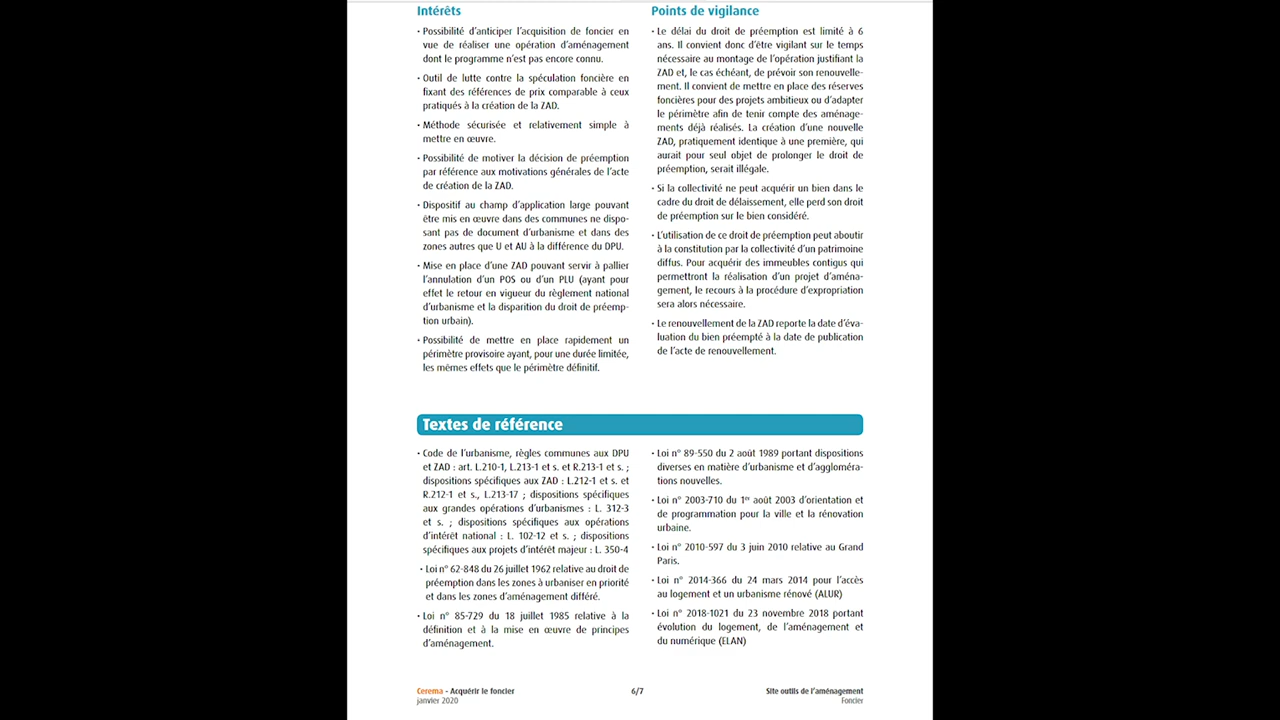 Intérêts
• Possibilité d'anticiper l'acquisition de foncier en
vue de réaliser une opération d'aménagement
dont le programme n'est pas encore connu.
• Outil de lutte contre la spéculation foncière en
fixant des références de prix comparable à ceux
pratiqués à la création de la ZAD.
• Méthode sécurisée et relativement simple à
mettre en œuvre.
• Possibilité de motiver la décision de préemption
par référence aux motivations générales de l'acte
de création de la ZAD.
• Dispositif au champ d'application large pouvant
être mis en œuvre dans des communes ne dispo-
sant pas de document d'urbanisme et dans des
zones autres que U et AU à la différence du DPU.
• Mise en place d'une ZAD pouvant servir à pallier
l'annulation d'un POS ou d'un PLU (ayant pour
effet le retour en vigueur du règlement national
d'urbanisme et la disparition du droit de préemp-
tion urbain).
• Possibilité de mettre en place rapidement un
périmètre provisoire ayant, pour une durée limitée,
les mêmes effets que le périmètre définitif.
Points de vigilance
• Le délai du droit de préemption est limité à 6
ans. Il convient donc d'être vigilant sur le temps
nécessaire au montage de l'opération justifiant la
ZAD et, le cas échéant, de prévoir son renouvelle-
ment. Il convient de mettre en place des réserves
foncières pour des projets ambitieux ou d'adapter
le périmètre afin de tenir compte des aménage-
ments déjà réalisés. La création d'une nouvelle
ZAD, pratiquement identique à une première, qui
aurait pour seul objet de prolonger le droit de
préemption, serait illégale.
• Si la collectivité ne peut acquérir un bien dans le
cadre du droit de délaissement, elle perd son droit
de préemption sur le bien considéré.
• L'utilisation de ce droit de préemption peut aboutir
à la constitution par la collectivité d'un patrimoine
diffus. Pour acquérir des immeubles contigus qui
permettront la réalisation d'un projet d'aména-
gement, le recours à la procédure d'expropriation
sera alors nécessaire.
• Le renouvellement de la ZAD reporte la date d'éva-
luation du bien préempté à la date de publication
de l'acte de renouvellement.
Textes de référence
• Code de l'urbanisme, règles communes aux DPU
et ZAD : art. L.210-1, L.213-1 et s. et R.213-1 et s. ;
dispositions spécifiques aux ZAD : L.212-1 et s. et
R.212-1 et s., L.213-17 ; dispositions spécifiques
aux grandes opérations d'urbanismes : L. 312-3
et s. ; dispositions spécifiques aux opérations
d'intérêt national : L. 102-12 et s. ; dispositions
spécifiques aux projets d'intérêt majeur : L. 350-4
• Loi n° 62-848 du 26 juillet 1962 relative au droit de
préemption dans les zones à urbaniser en priorité
et dans les zones d'aménagement différé.
• Loi n° 85-729 du 18 juillet 1985 relative à la
définition et à la mise en œuvre de principes
d'aménagement.
• Loi n° 89-550 du 2 août 1989 portant dispositions
diverses en matière d'urbanisme et d'aggloméra-
tions nouvelles.
• Loi n° 2003-710 du 1er août 2003 d'orientation et
de programmation pour la ville et la rénovation
urbaine.
• Loi n° 2010-597 du 3 juin 2010 relative au Grand
Paris.
• Loi n° 2014-366 du 24 mars 2014 pour l'accès
au logement et un urbanisme rénové (ALUR)
• Loi n° 2018-1021 du 23 novembre 2018 portant
évolution du logement, de l'aménagement et
du numérique (ELAN)
Cerema - Acquérir le foncier
janvier 2020
6/7
Site outils de l'aménagement
Foncier